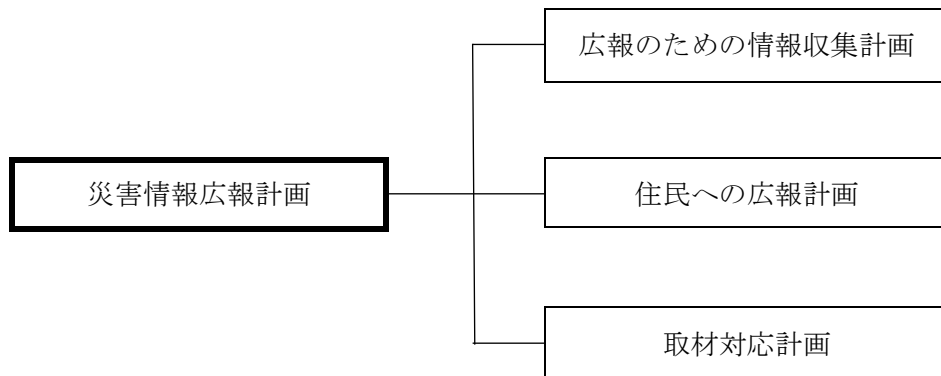 広報のための情報収集計画
災害情報広報計画
住民への広報計画
取材対応計画